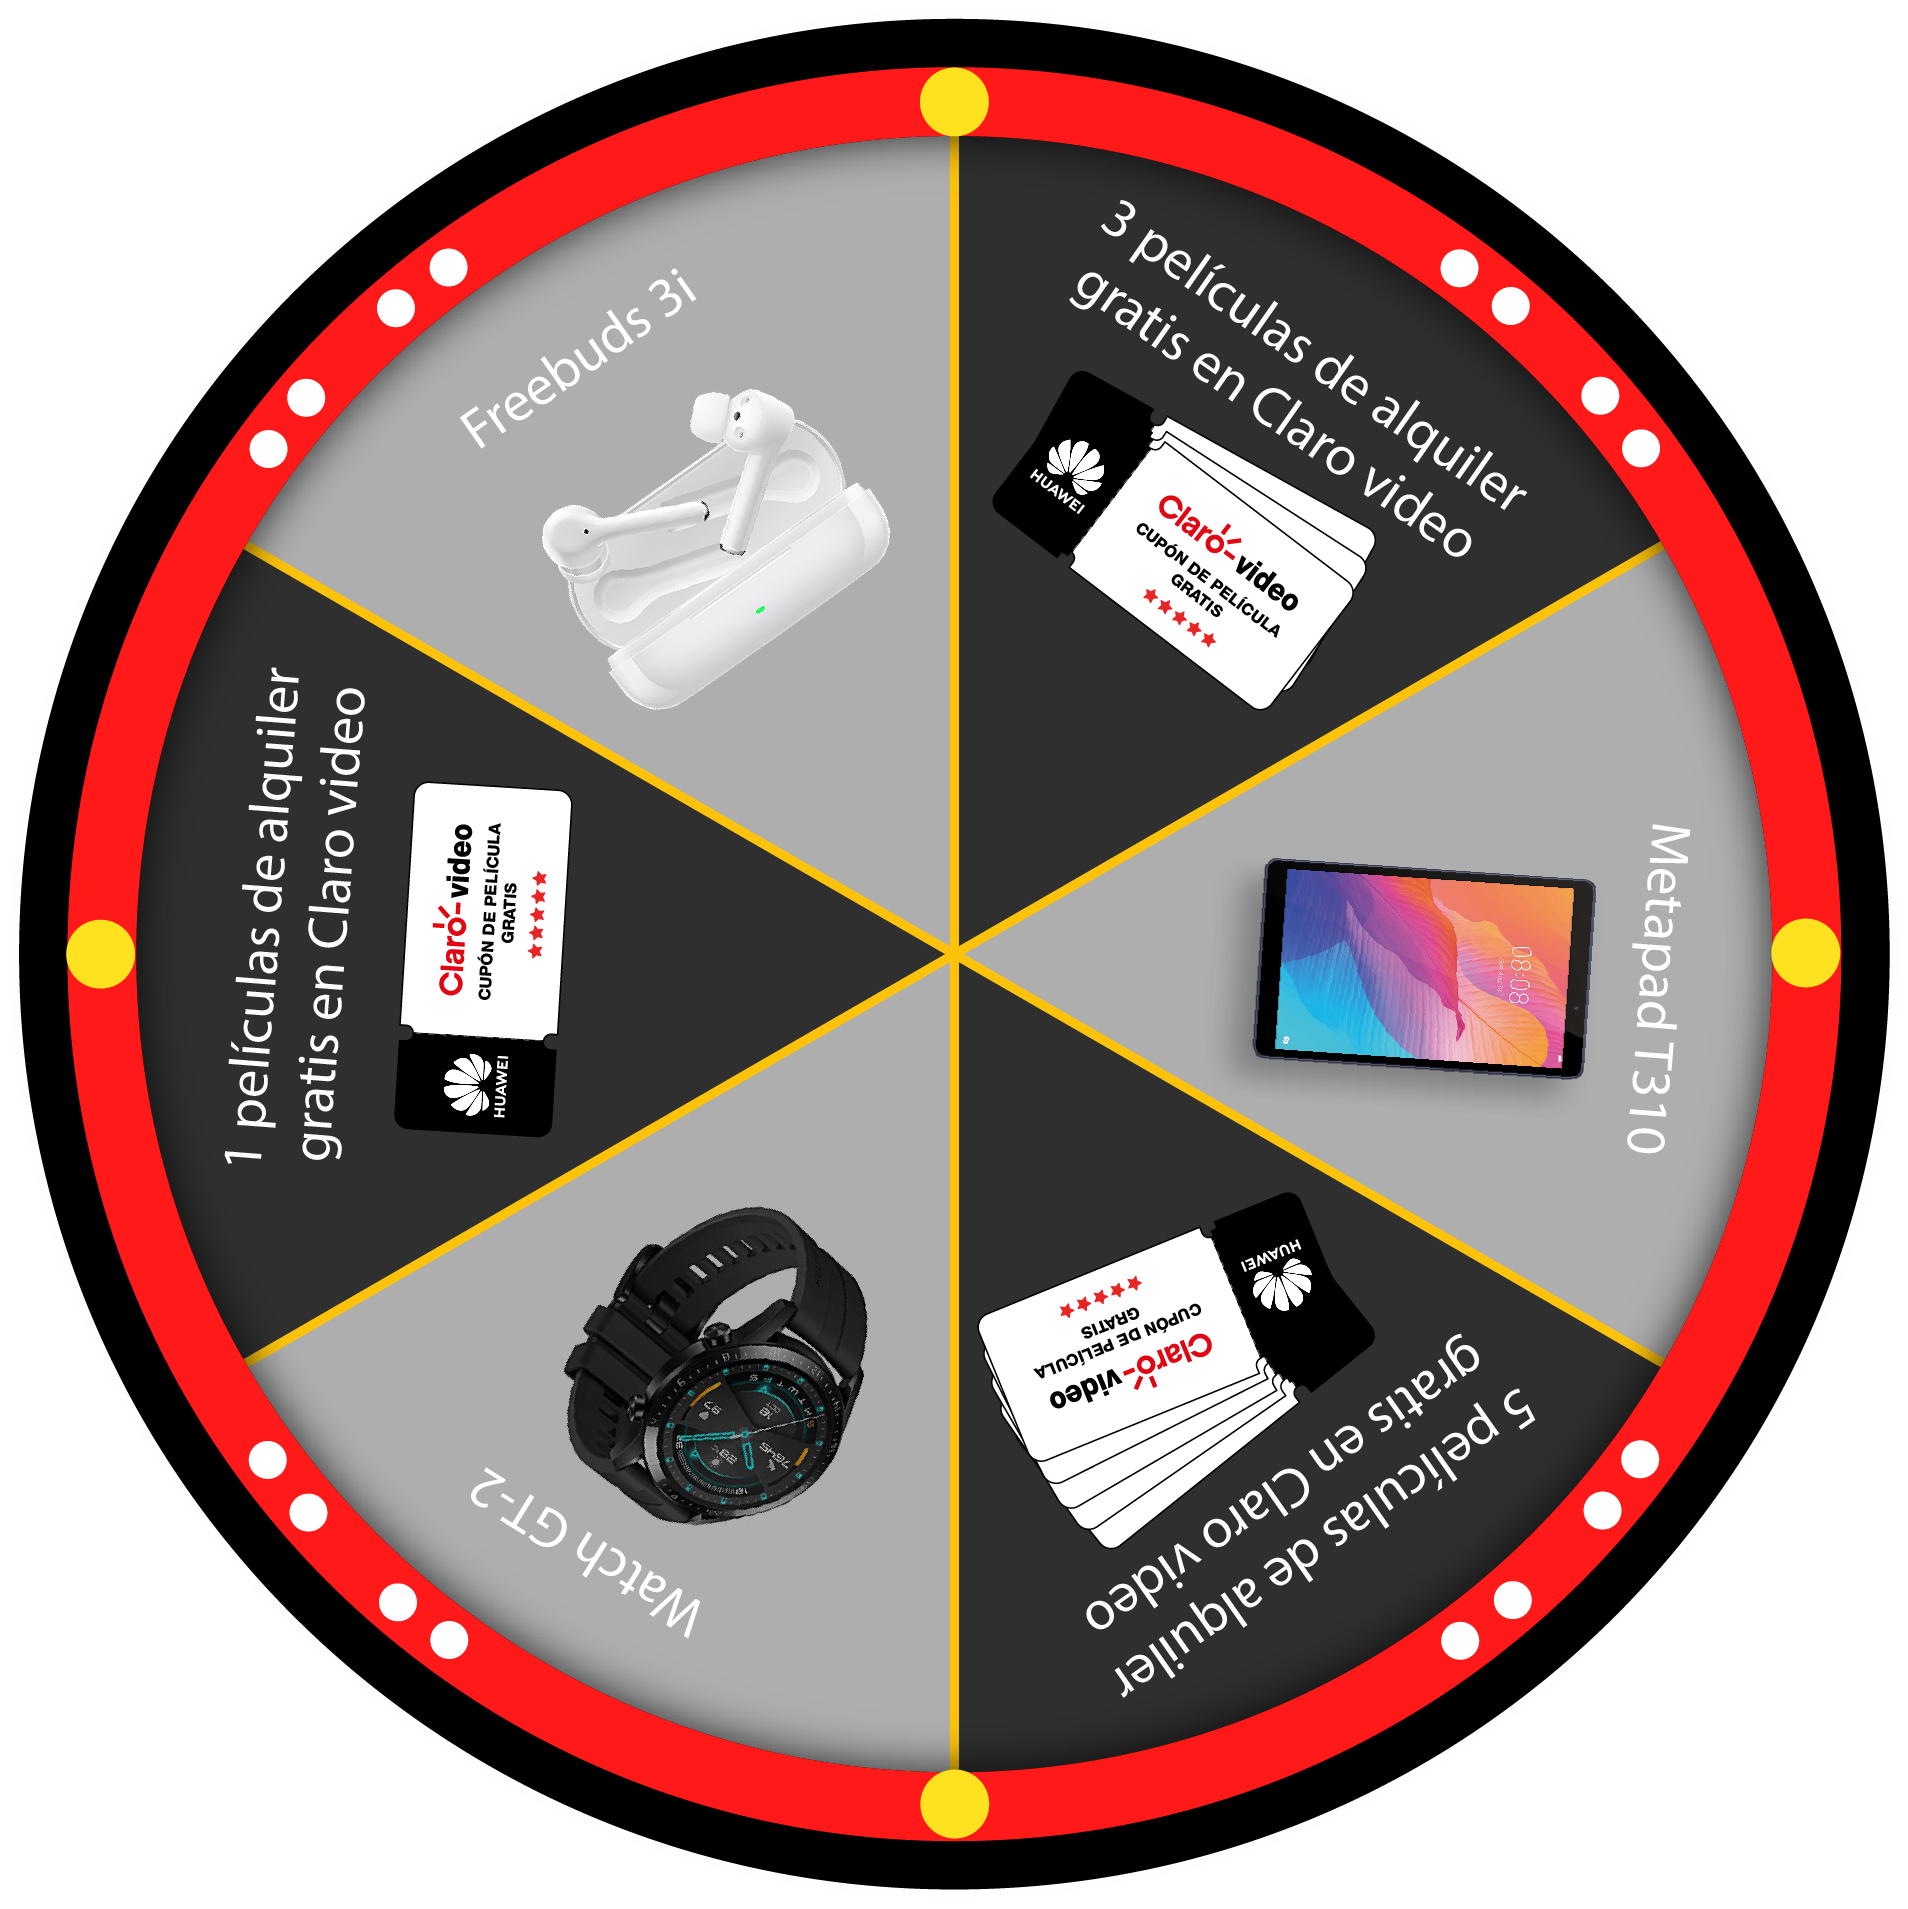 3 películas de alquiler
gratis en Claro video
HUAWEI
Claro-video
CUPÓN DE PELÍCULA
GRATIS
Metapad T310
08:08
5 películas de alquiler
gratis en Claro video
HUAWEI
Claro-video
CUPÓN DE PELÍCULA
GRATIS
Watch GT-2
1 películas de alquiler
gratis en Claro video
HUAWEI
Claro-video
CUPÓN DE PELÍCULA
GRATIS
Freebuds 3i